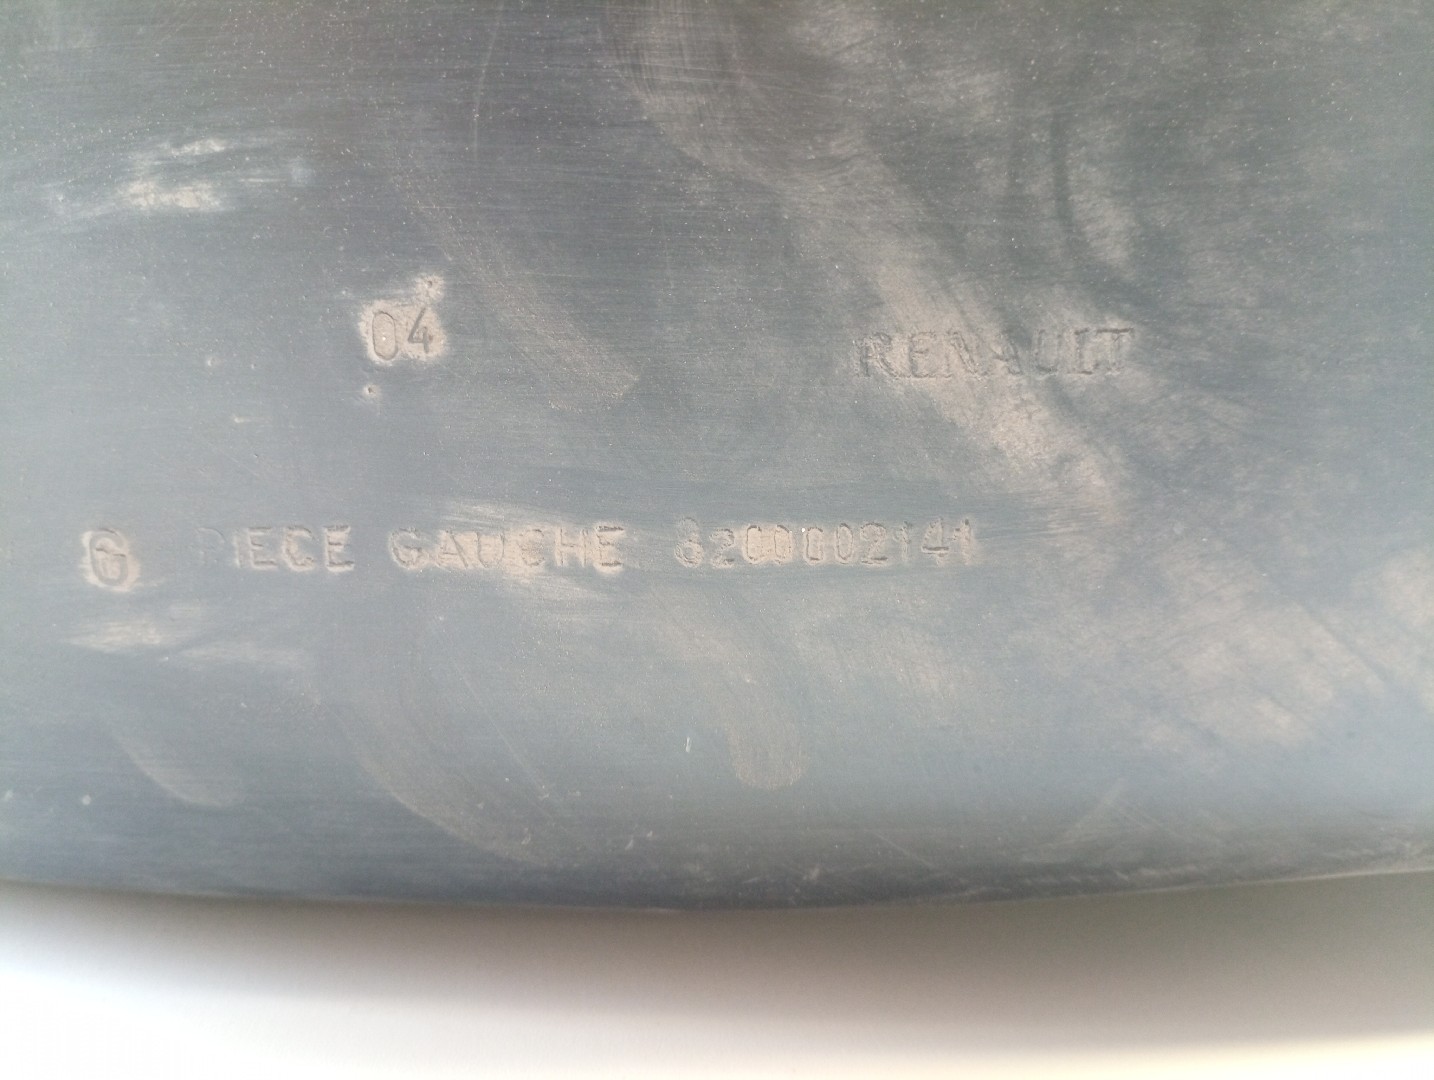 04
RENAULT
G PIECE GAUCHE 8200002141